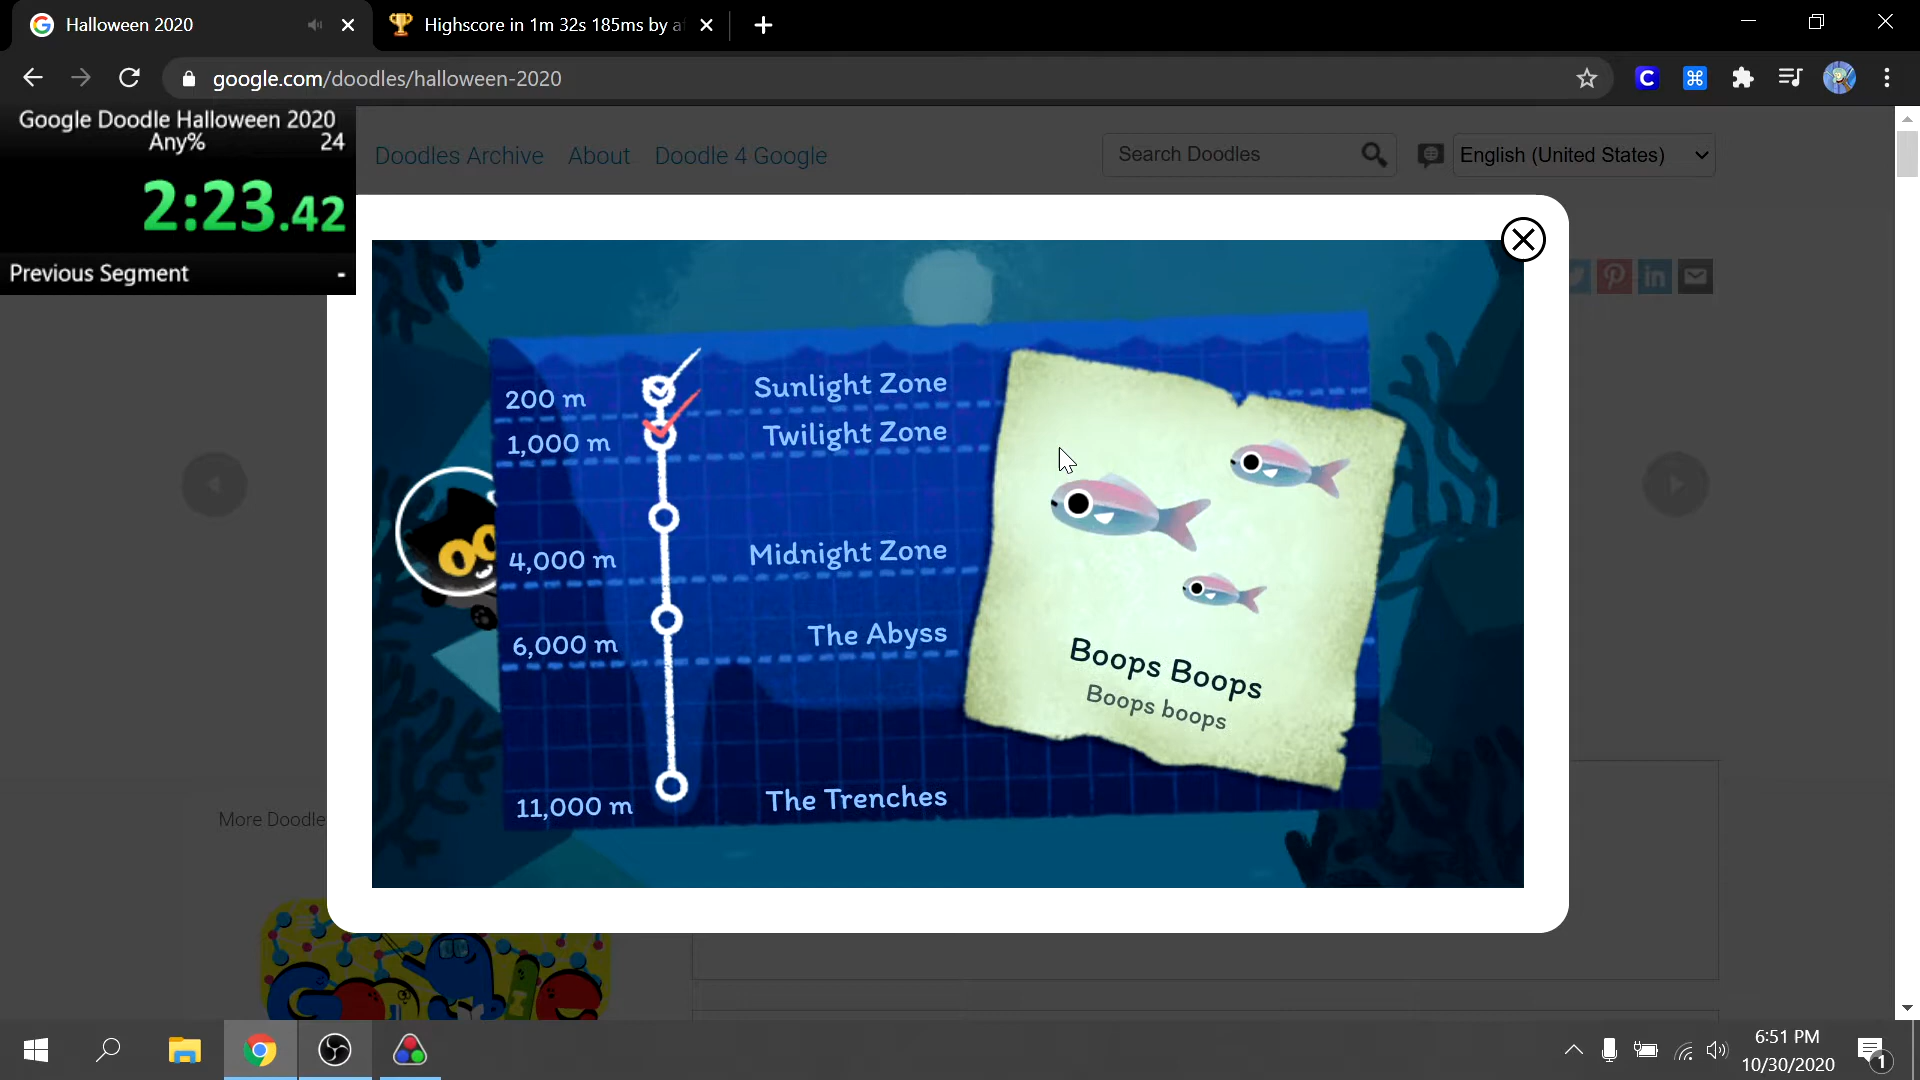 Halloween 2020
Highscore in 1m 32s 185ms by a
google.com/doodles/halloween-2020
Google Doodle Halloween 2020
Any% 24
2:23.42
Previous Segment -
Doodles Archive About Doodle 4 Google
Search Doodles
English (United States)
200 m Sunlight Zone
1,000 m Twilight Zone
4,000 m Midnight Zone
6,000 m The Abyss
11,000 m The Trenches
Boops Boops
Boops boops
More Doodle
6:51 PM
10/30/2020
1